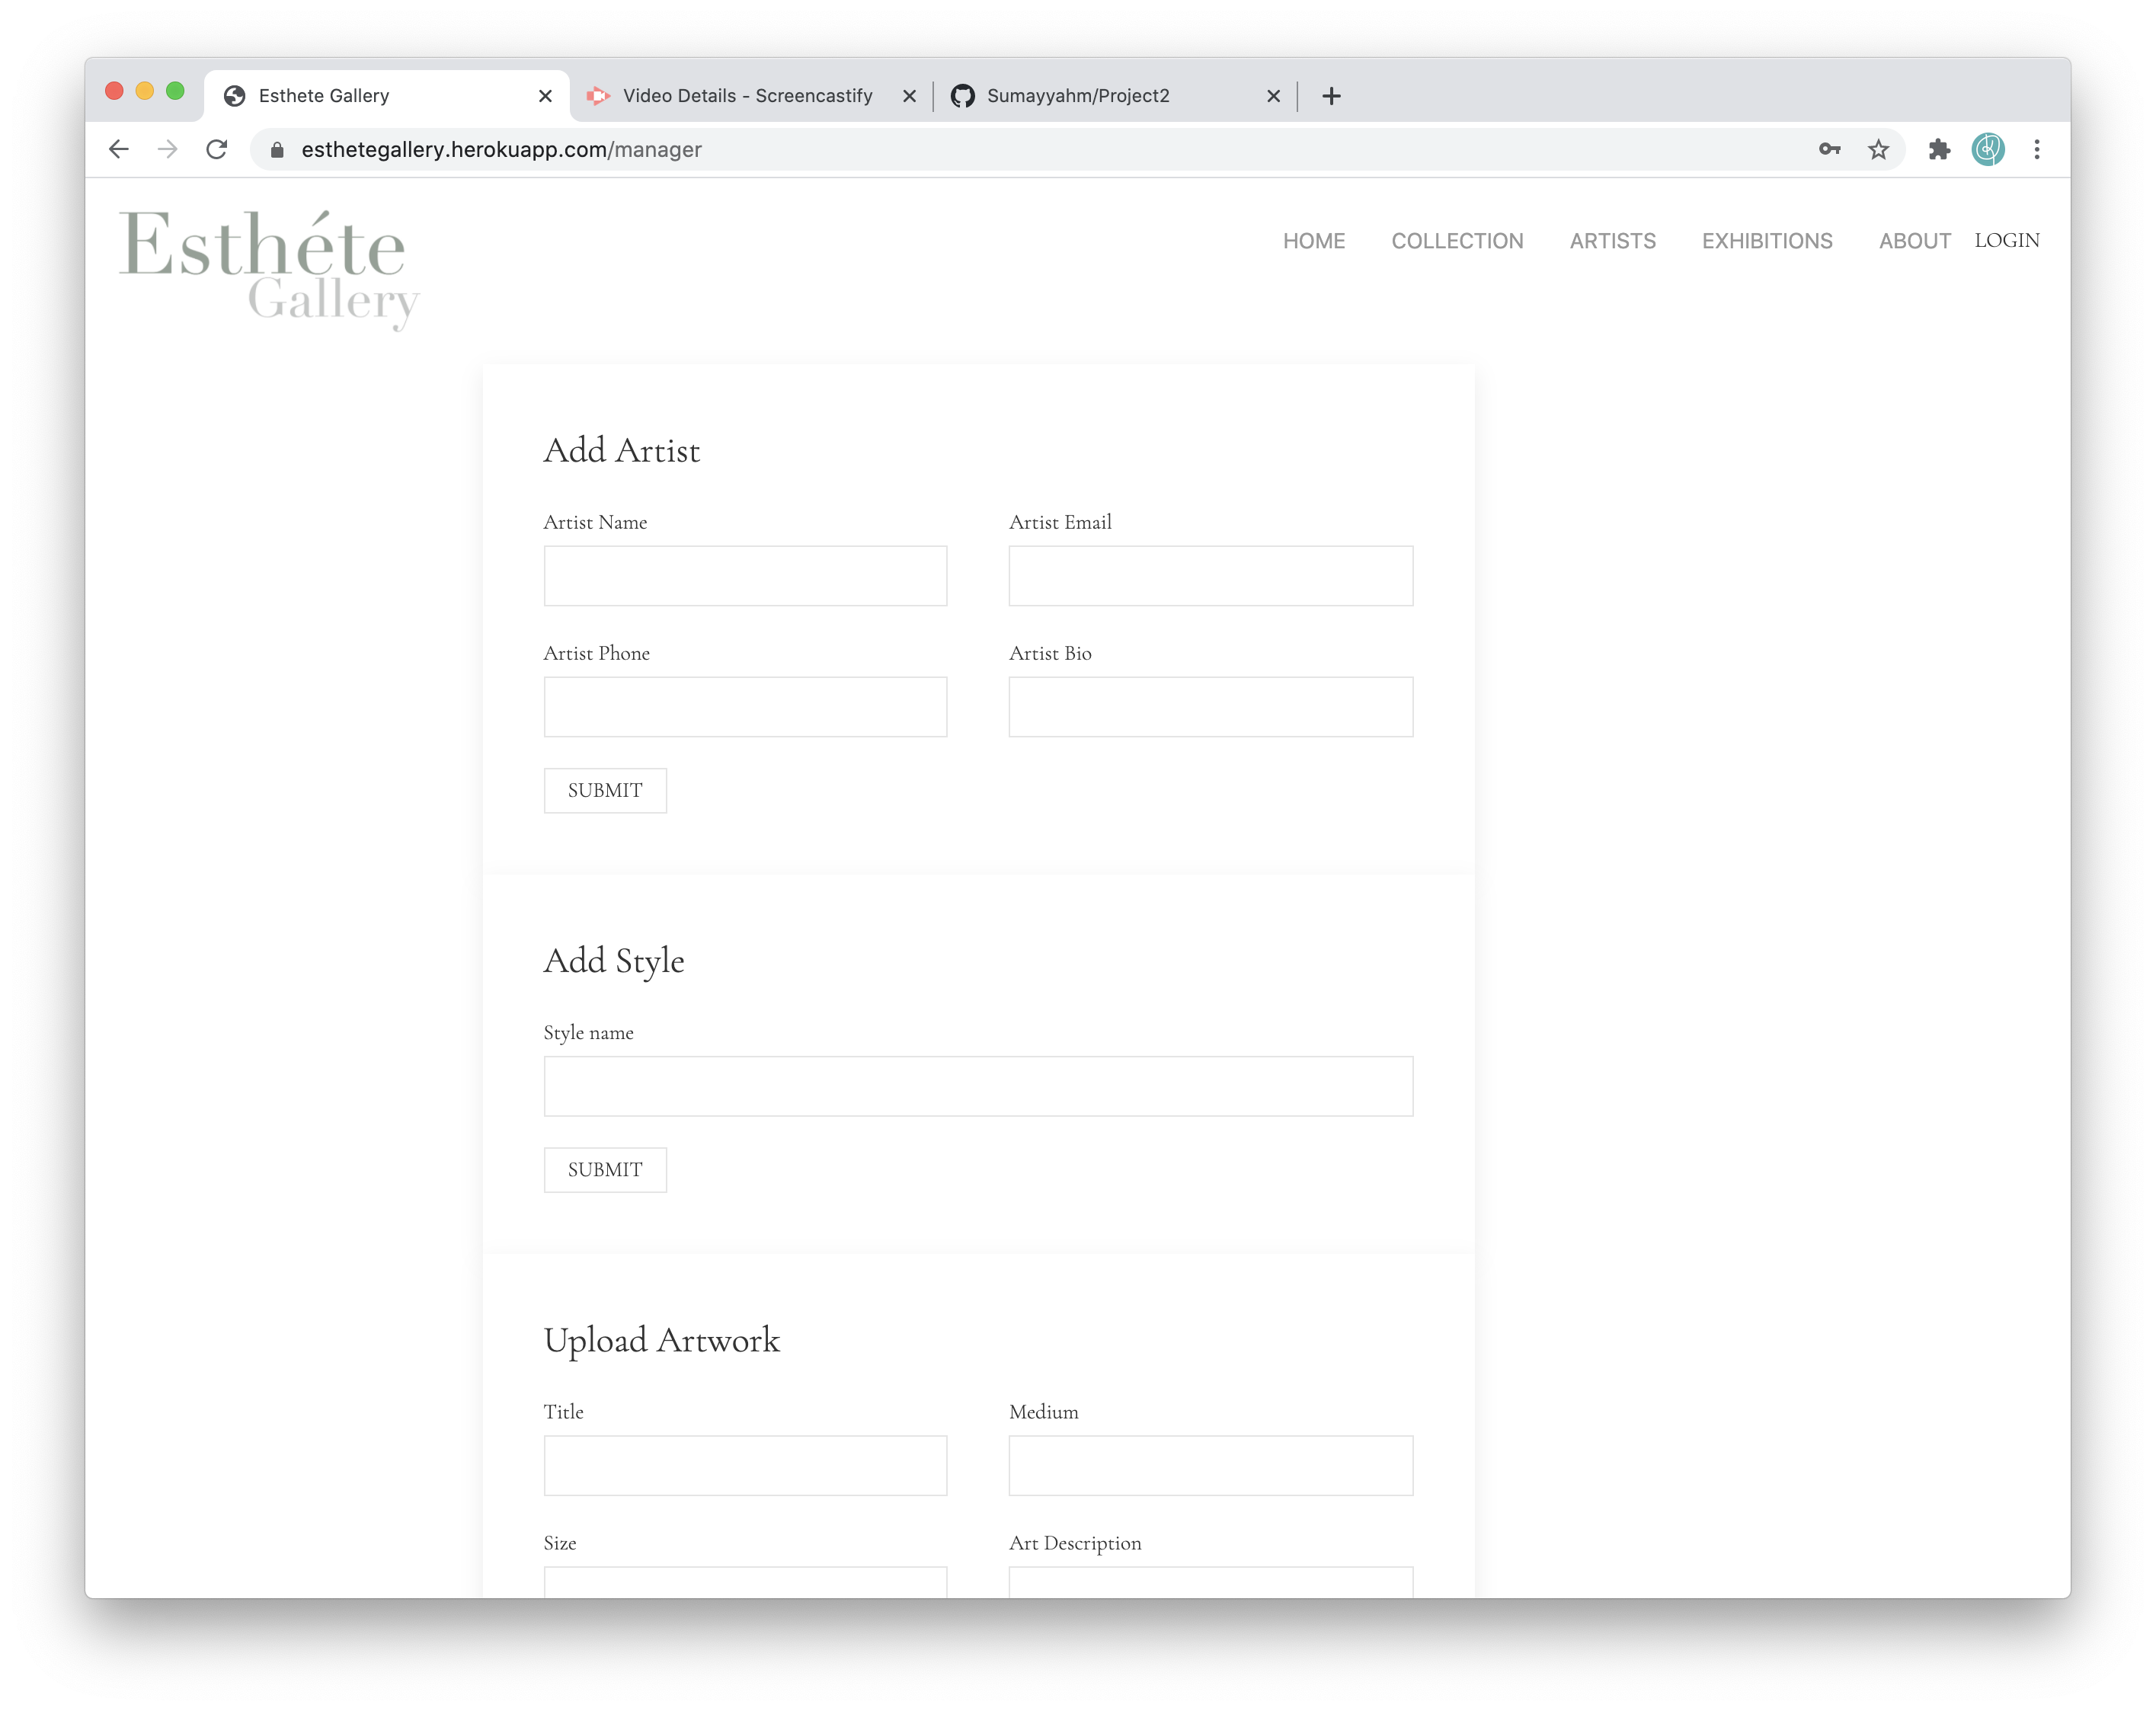 Esthete Gallery
Video Details - Screencastify
Sumayyahm/Project2
esthetegallery.herokuapp.com/manager
Esthéte
Gallery
HOME COLLECTION ARTISTS EXHIBITIONS ABOUT LOGIN
Add Artist
Artist Name Artist Email
Artist Phone Artist Bio
SUBMIT
Add Style
Style name
SUBMIT
Upload Artwork
Title Medium
Size Art Description